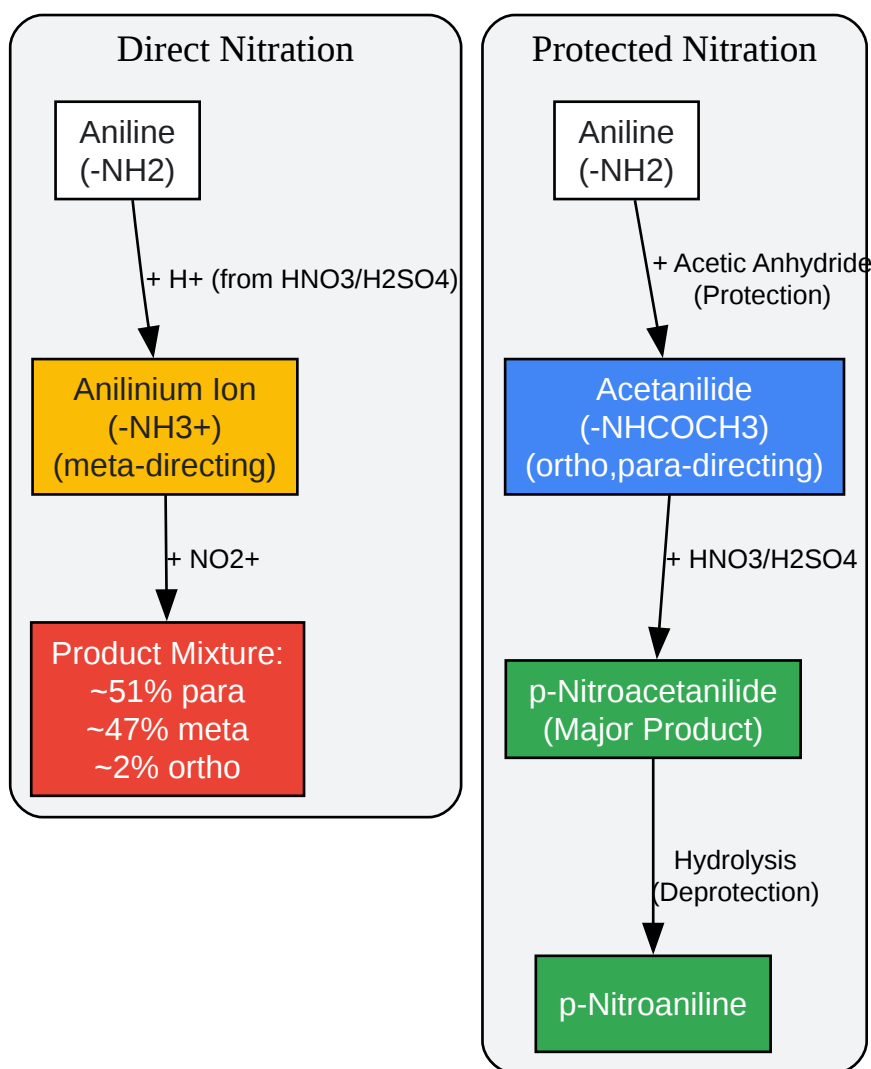 Direct Nitration
Aniline
(-NH2)
+ H+ (from HNO3/H2SO4)
Anilinium Ion
(-NH3+)
(meta-directing)
+ NO2+
Product Mixture:
~51% para
~47% meta
~2% ortho
Protected Nitration
Aniline
(-NH2)
+ Acetic Anhydride
(Protection)
Acetanilide
(-NHCOCH3)
(ortho,para-directing)
+ HNO3/H2SO4
p-Nitroacetanilide
(Major Product)
Hydrolysis
(Deprotection)
p-Nitroaniline